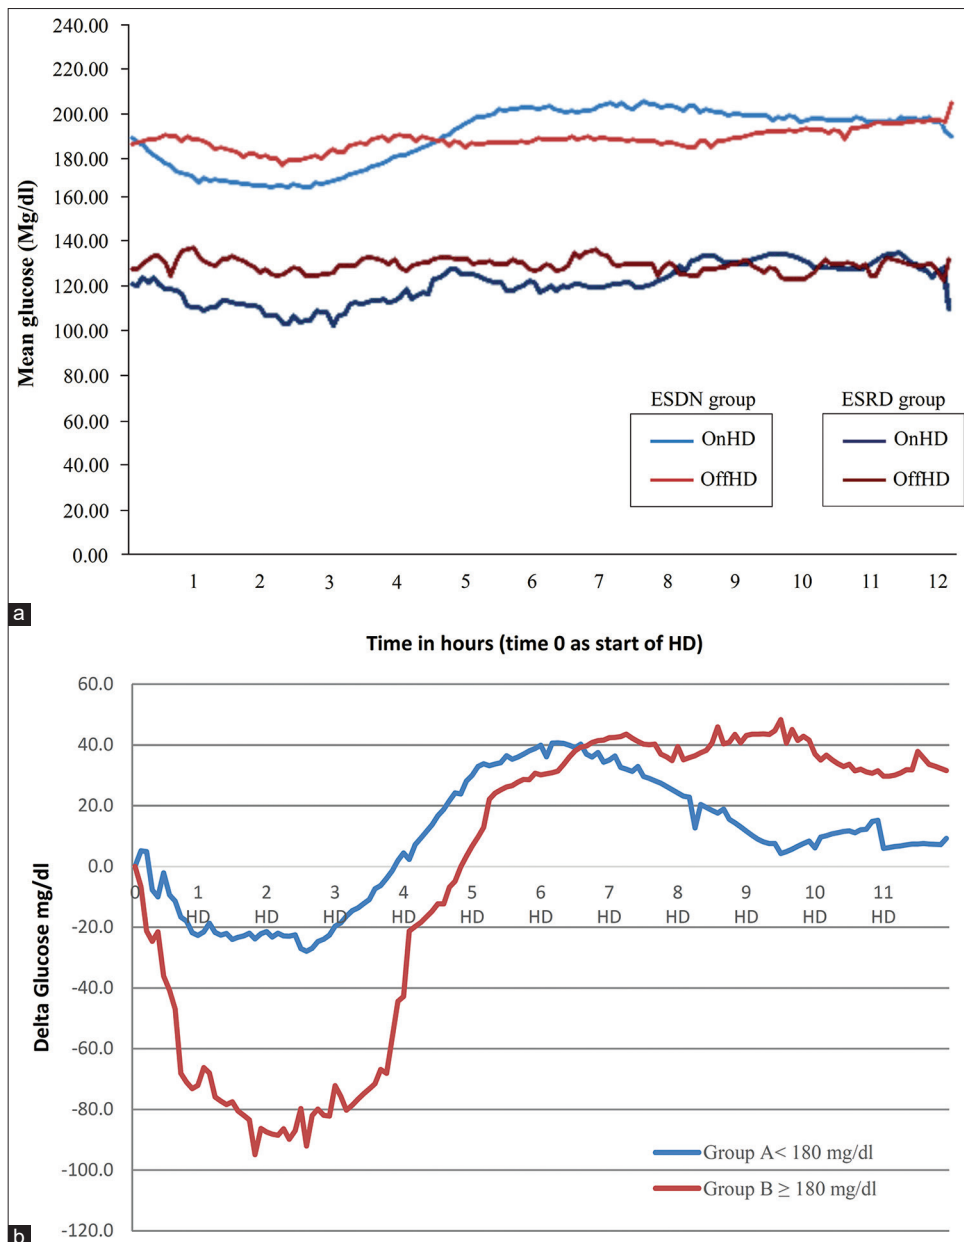 240.00
220.00
200.00
180.00
160.00
140.00
120.00
100.00
80.00
60.00
40.00
20.00
0.00
Mean glucose (Mg/dl)
ESDN group
OnHD
OffHD
ESRD group
OnHD
OffHD
1 2 3 4 5 6 7 8 9 10 11 12
a
Time in hours (time 0 as start of HD)
60.0
40.0
20.0
0.0
-20.0
-40.0
-60.0
-80.0
-100.0
-120.0
Delta Glucose mg/dl
0 1 2 3 4 5 6 7 8 9 10 11
HD HD HD HD HD HD HD HD HD HD HD
Group A< 180 mg/dl
Group B ≥ 180 mg/dl
b